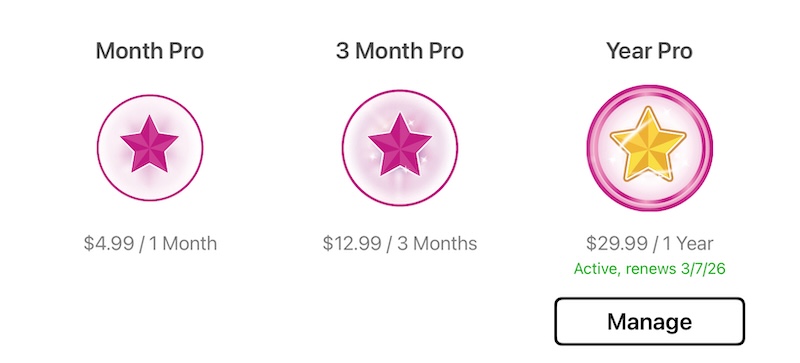 Month Pro
3 Month Pro
Year Pro
$4.99 / 1 Month
$12.99 / 3 Months
$29.99 / 1 Year
Active, renews 3/7/26
Manage